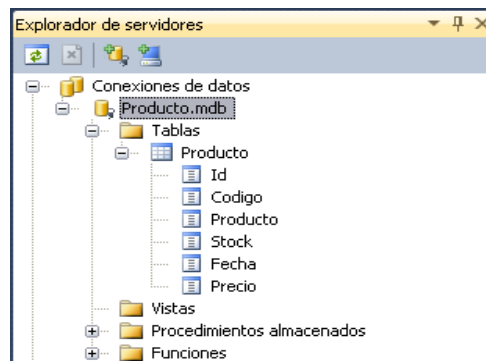 Explorador de servidores
Conexiones de datos
Producto.mdb
Tablas
Producto
Id
Codigo
Producto
Stock
Fecha
Precio
Vistas
Procedimientos almacenados
Funciones